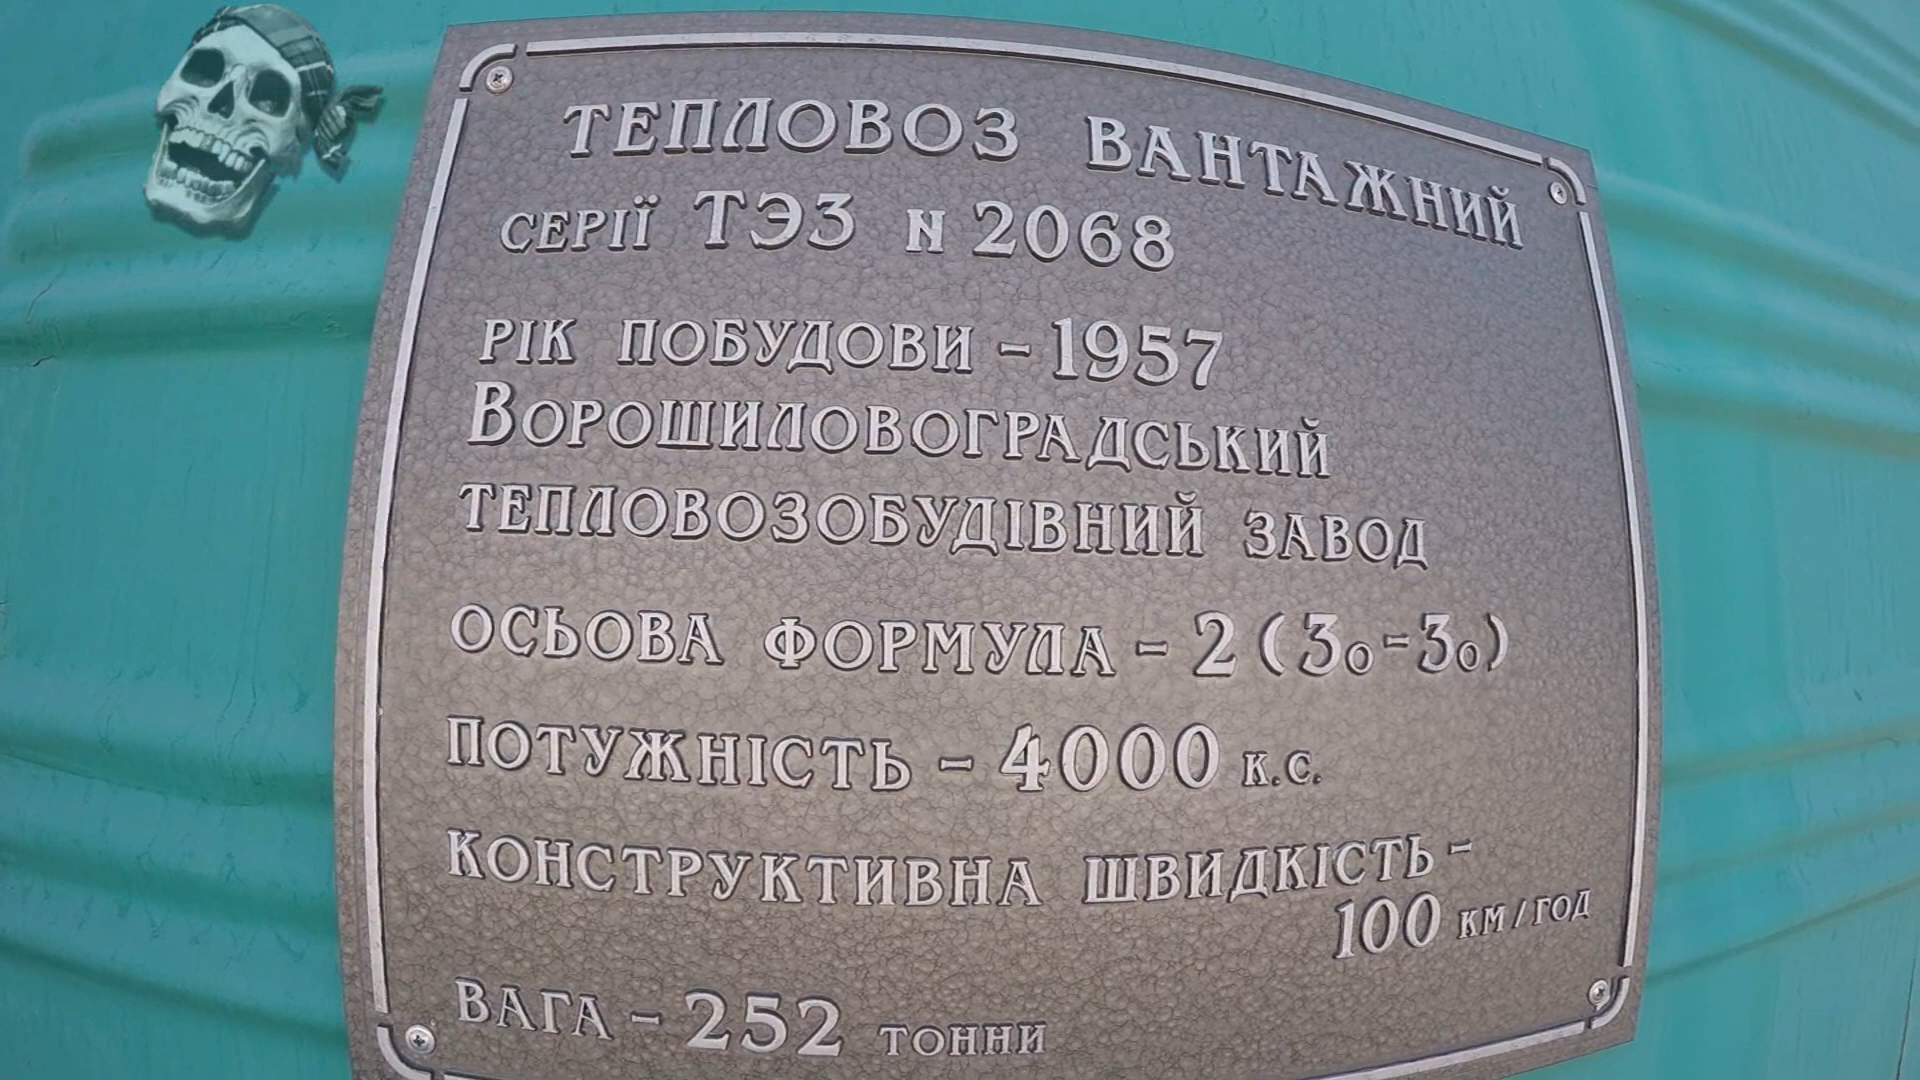 ТЕПЛОВОЗ ВАНТАЖНИЙ
СЕРІЇ ТЭЗ N 2068
РІК ПОБУДОВИ - 1957
ВОРОШИЛОВОГРАДСЬКИЙ
ТЕПЛОВОЗОБУДІВНИЙ ЗАВОД
ОСЬОВА ФОРМУЛА - 2 (3о-3о)
ПОТУЖНІСТЬ - 4000 К.С.
КОНСТРУКТИВНА ШВИДКІСТЬ -
100 КМ/ГОД
ВАГА - 252 ТОННИ